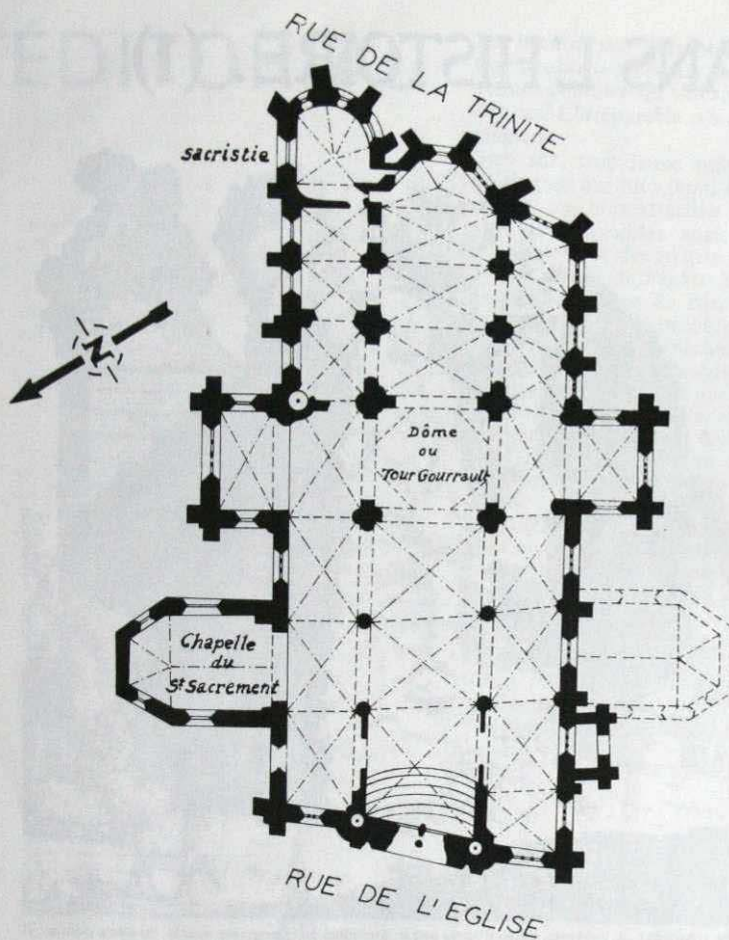 RUE DE LA TRINITE
sacristie
N
Dôme
ou
Tour Gourrault
Chapelle
du
St Sacrement
RUE DE L'EGLISE